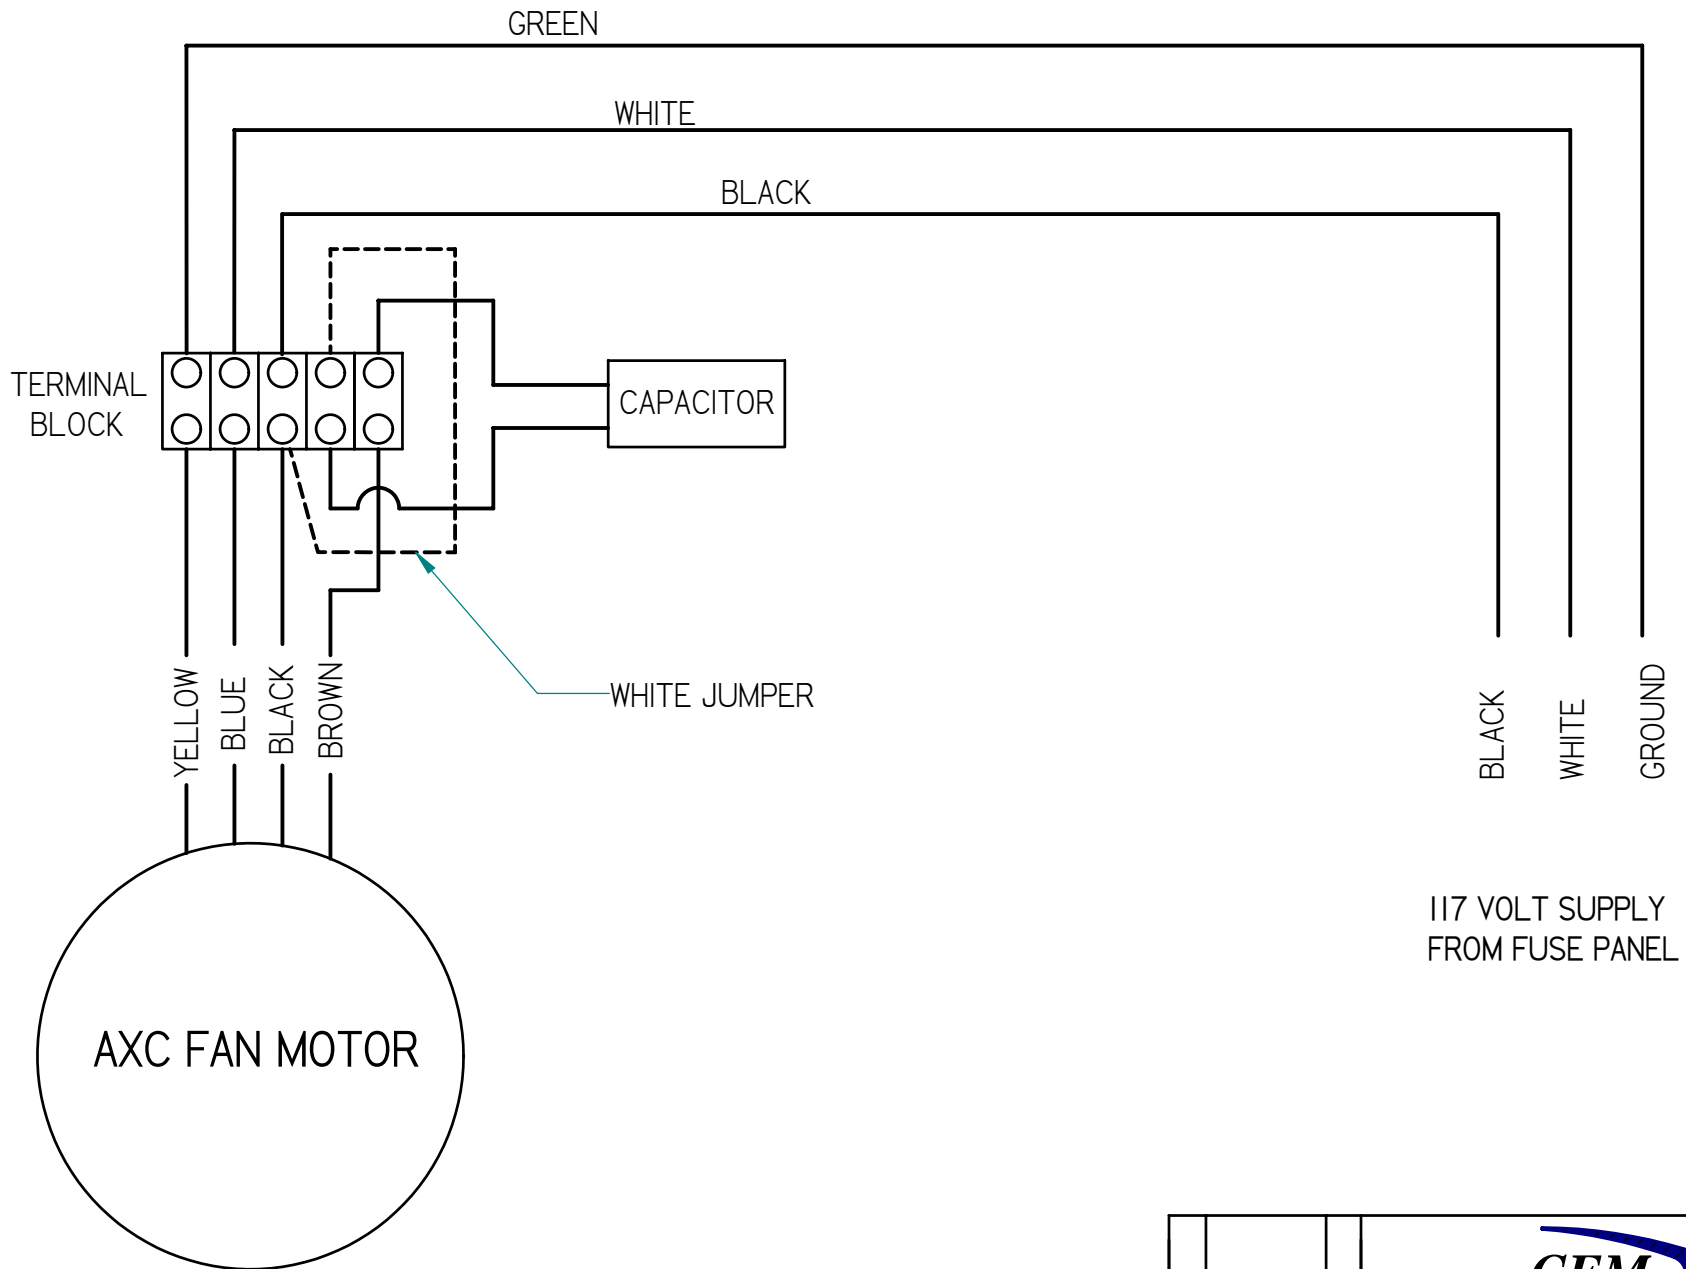 GREEN
WHITE
BLACK
TERMINAL
BLOCK
CAPACITOR
YELLOW
BLUE
BLACK
BROWN
WHITE JUMPER
BLACK
WHITE
GROUND
117 VOLT SUPPLY
FROM FUSE PANEL
AXC FAN MOTOR
CFM